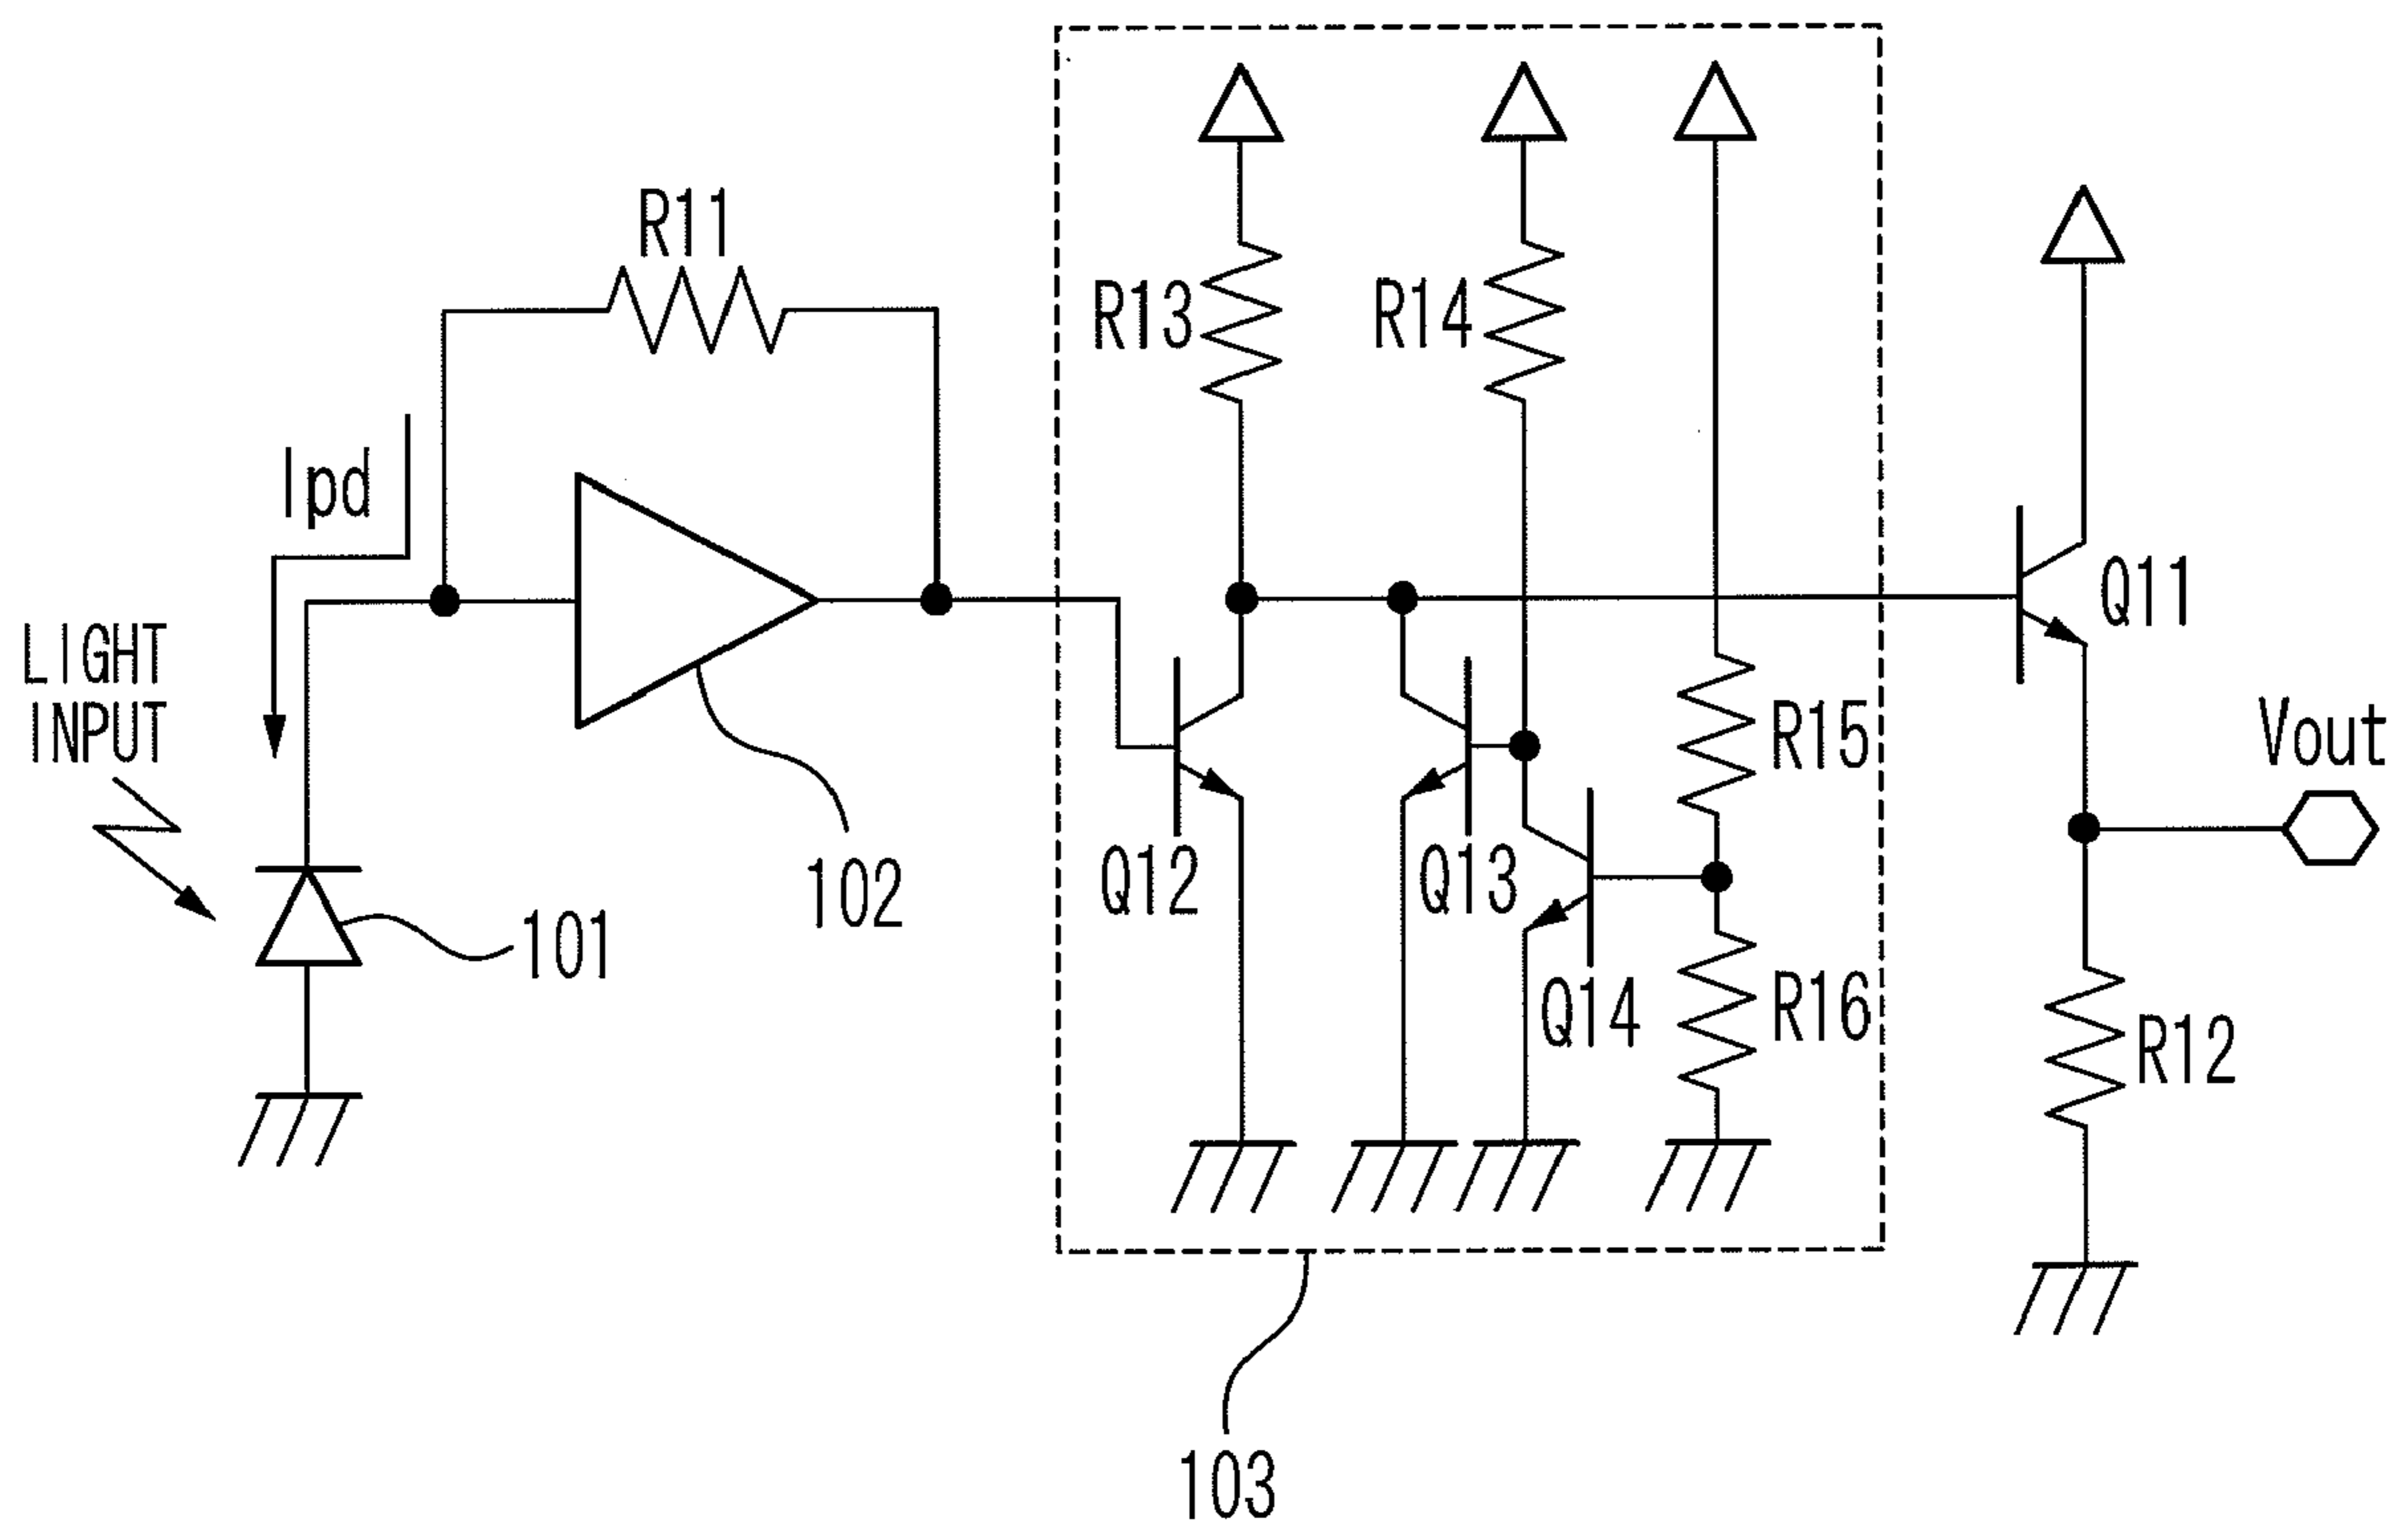 R11
R13
R14
Ipd
Q11
LIGHT
INPUT
R15
Vout
102
Q12
Q13
101
Q14
R16
R12
103